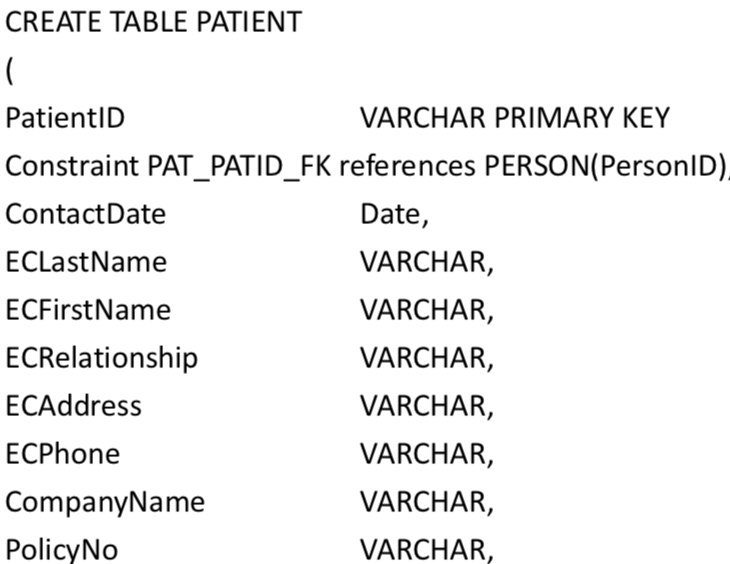 CREATE TABLE PATIENT
(
PatientID VARCHAR PRIMARY KEY
Constraint PAT_PATID_FK references PERSON(PersonID),
ContactDate Date,
ECLastName VARCHAR,
ECFirstName VARCHAR,
ECRelationship VARCHAR,
ECAddress VARCHAR,
ECPhone VARCHAR,
CompanyName VARCHAR,
PolicyNo VARCHAR,